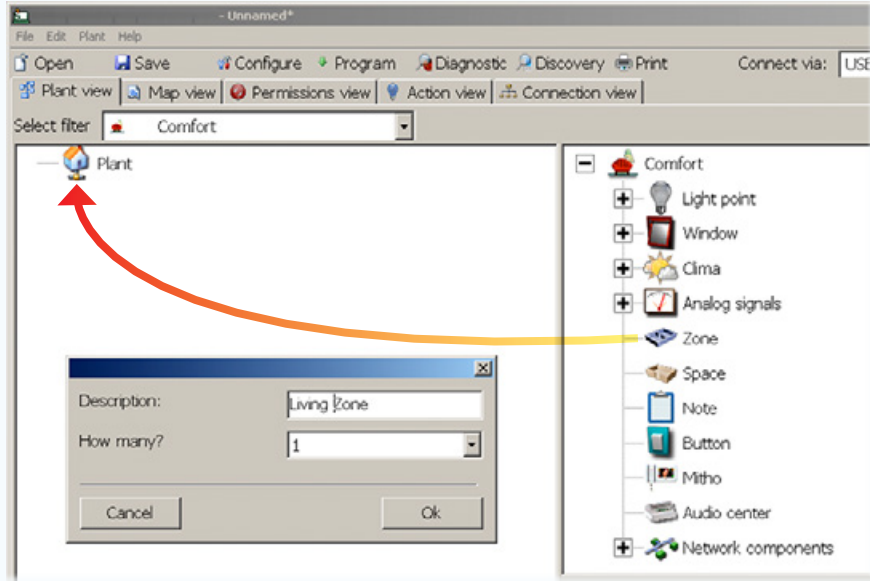 - Unnamed*
File Edit Plant Help
Open Save Configure Program Diagnostic Discovery Print Connect via: USB
Plant view Map view Permissions view Action view Connection view
Select filter Comfort
Plant
Comfort
Light point
Window
Clima
Analog signals
Zone
Space
Note
Button
Mitho
Audio center
Network components
Description: Living Zone
How many? 1
Cancel Ok